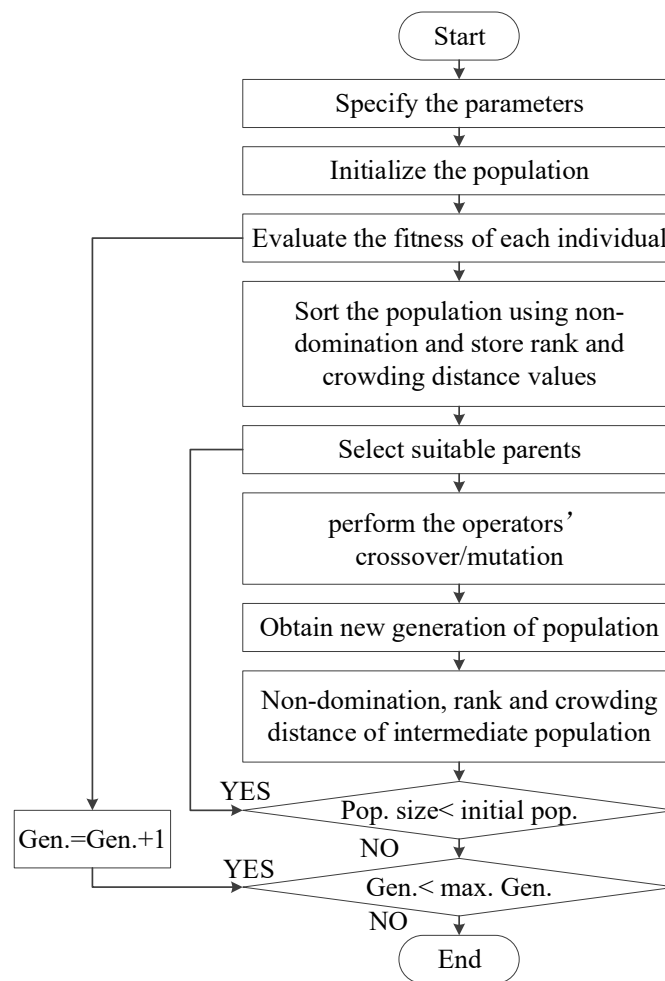 Start
Specify the parameters
Initialize the population
Evaluate the fitness of each individual
Sort the population using non-
domination and store rank and
crowding distance values
Select suitable parents
perform the operators’
crossover/mutation
Obtain new generation of population
Non-domination, rank and crowding
distance of intermediate population
YES
Pop. size< initial pop.
Gen.=Gen.+1
NO
YES
Gen.< max. Gen.
NO
End